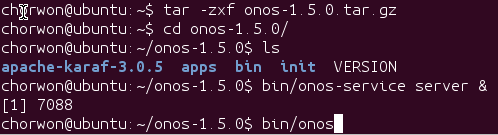 chorwon@ubuntu:~$ tar -zxf onos-1.5.0.tar.gz
chorwon@ubuntu:~$ cd onos-1.5.0/
chorwon@ubuntu:~/onos-1.5.0$ ls
apache-karaf-3.0.5  apps  bin  init  VERSION
chorwon@ubuntu:~/onos-1.5.0$ bin/onos-service server &
[1] 7088
chorwon@ubuntu:~/onos-1.5.0$ bin/onos